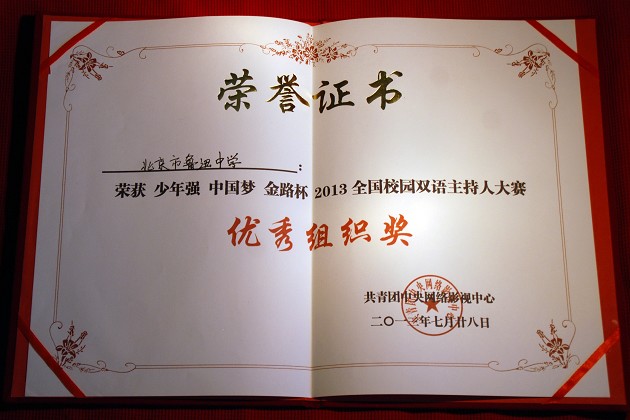 荣誉证书
北京市鲁迅中学：
荣获 少年强 中国梦 金路杯 2013 全国校园双语主持人大赛
优秀组织奖
共青团中央网络影视中心
二〇一三年七月廿八日